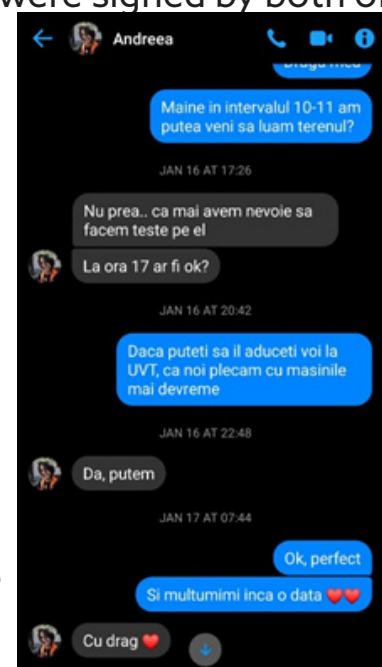 were signed by both o
Andreea
Draga mea
Maine in intervalul 10-11 am
putea veni sa luam terenul?
JAN 16 AT 17:26
Nu prea.. ca mai avem nevoie sa
facem teste pe el
La ora 17 ar fi ok?
JAN 16 AT 20:42
Daca puteti sa il aduceti voi la
UVT, ca noi plecam cu masinile
mai devreme
JAN 16 AT 22:48
Da, putem
JAN 17 AT 07:44
Ok, perfect
Si multumimi inca o data ❤️❤️
Cu drag ❤️